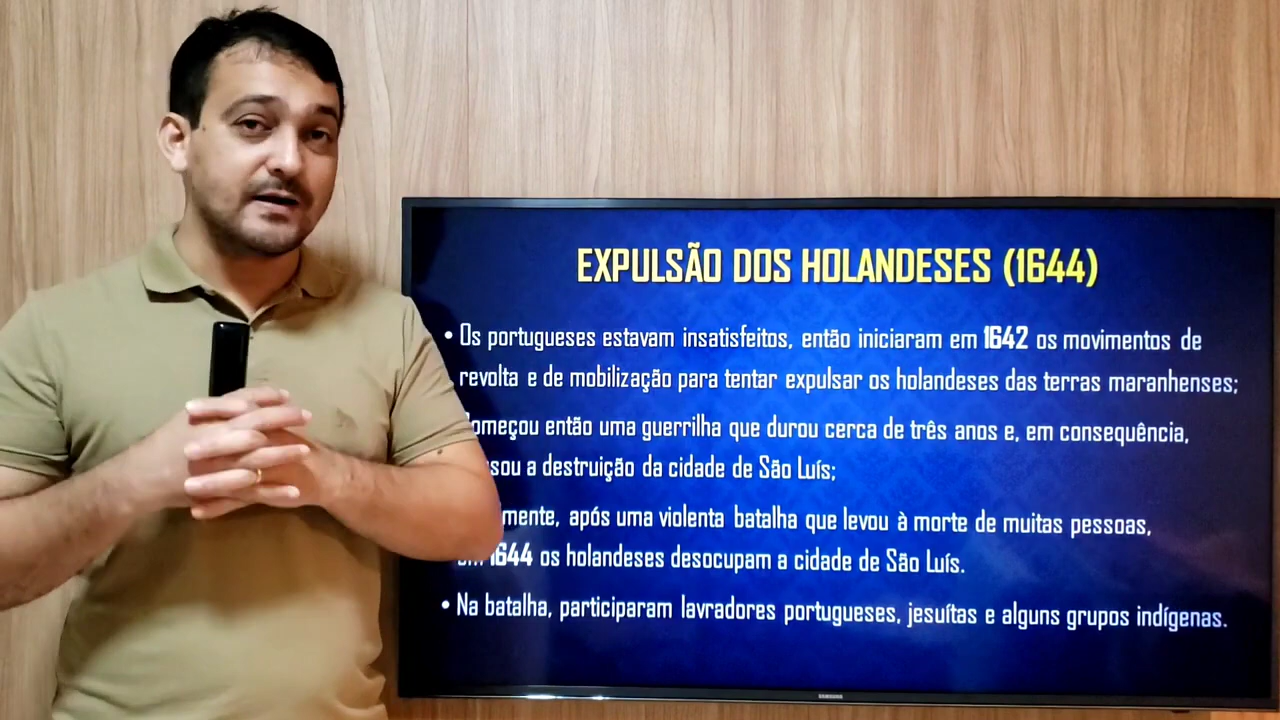 EXPULSÃO DOS HOLANDESES (1644)
• Os portugueses estavam insatisfeitos, então iniciaram em 1642 os movimentos de
revolta e de mobilização para tentar expulsar os holandeses das terras maranhenses;
então uma guerrilha que durou cerca de três anos e, em consequência,
a destruição da cidade de São Luís;
após uma violenta batalha que levou à morte de muitas pessoas,
1644 os holandeses desocupam a cidade de São Luís.
• Na batalha, participaram lavradores portugueses, jesuítas e alguns grupos indígenas.
SAMSUNG